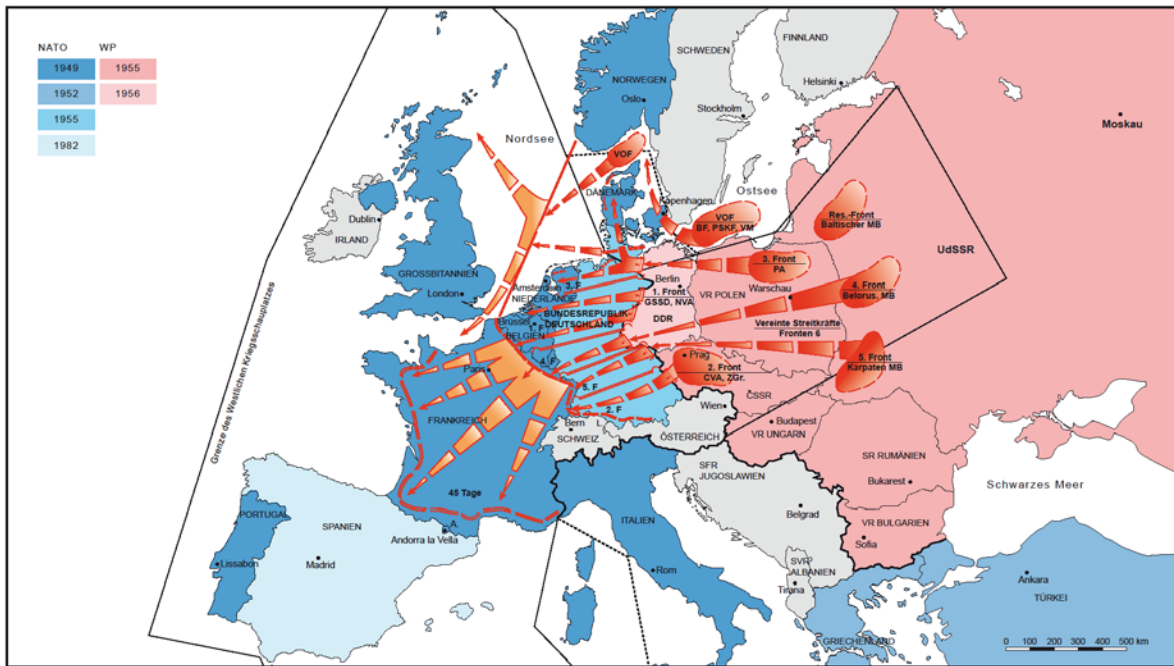 NATO
WP
1949
1955
1952
1956
1955
1982
FINNLAND
SCHWEDEN
NORWEGEN
Helsinki
Oslo
Stockholm
Moskau
Nordsee
VOF
Ostsee
DÄNEMARK
Kopenhagen
VOF
BF, PSKF, VM
Res.-Front
Baltischer MB
UdSSR
Dublin
IRLAND
GROSSBRITANIEN
London
3. Front
PA
4. Front
Belorus. MB
Berlin
Warschau
VR POLEN
1. Front
GSSD, NVA
DDR
Amsterdam
NIEDERLANDE
3. F
BUNDESREPUBLIK
DEUTSCHLAND
Brüssel
BELGIEN
1. F
Vereinte Streitkräfte
Fronten 6
5. Front
Karpaten MB
Prag
2. Front
CVA, ZGr.
ČSSR
4. F
5. F
2. F
Paris
FRANKREICH
Wien
ÖSTERREICH
Bern
L.
SCHWEIZ
Budapest
VR UNGARN
SR RUMÄNIEN
Bukarest
Schwarzes Meer
SFR
JUGOSLAWIEN
Belgrad
VR BULGARIEN
Sofia
45 Tage
A.
Andorra la Vella
PORTUGAL
SPANIEN
Lissabon
Madrid
ITALIEN
Rom
SVR
ALBANIEN
Tirana
GRIECHENLAND
Ankara
TÜRKEI
0 100 200 300 400 500 km
Grenze des Westlichen Kriegsschauplatzes